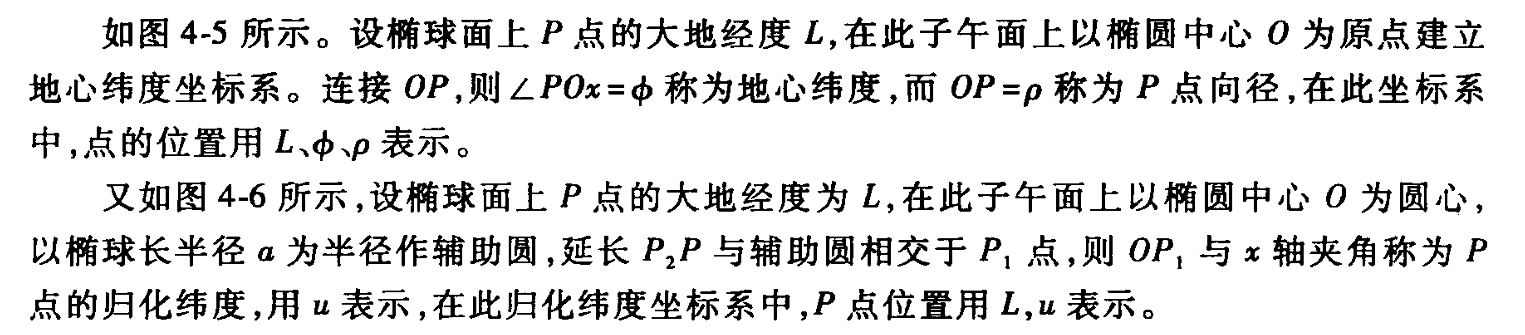 如图 4-5 所示。设椭球面上 P 点的大地经度 L,在此子午面上以椭圆中心 O 为原点建立
地心纬度坐标系。连接 OP,则∠POx=φ 称为地心纬度,而 OP=ρ 称为 P 点向径,在此坐标系
中,点的位置用 L、φ、ρ 表示。
又如图 4-6 所示,设椭球面上 P 点的大地经度为 L,在此子午面上以椭圆中心 O 为圆心,
以椭球长半径 a 为半径作辅助圆,延长 P₂P 与辅助圆相交于 P₁ 点,则 OP₁ 与 x 轴夹角称为 P
点的归化纬度,用 u 表示,在此归化纬度坐标系中,P 点位置用 L,u 表示。